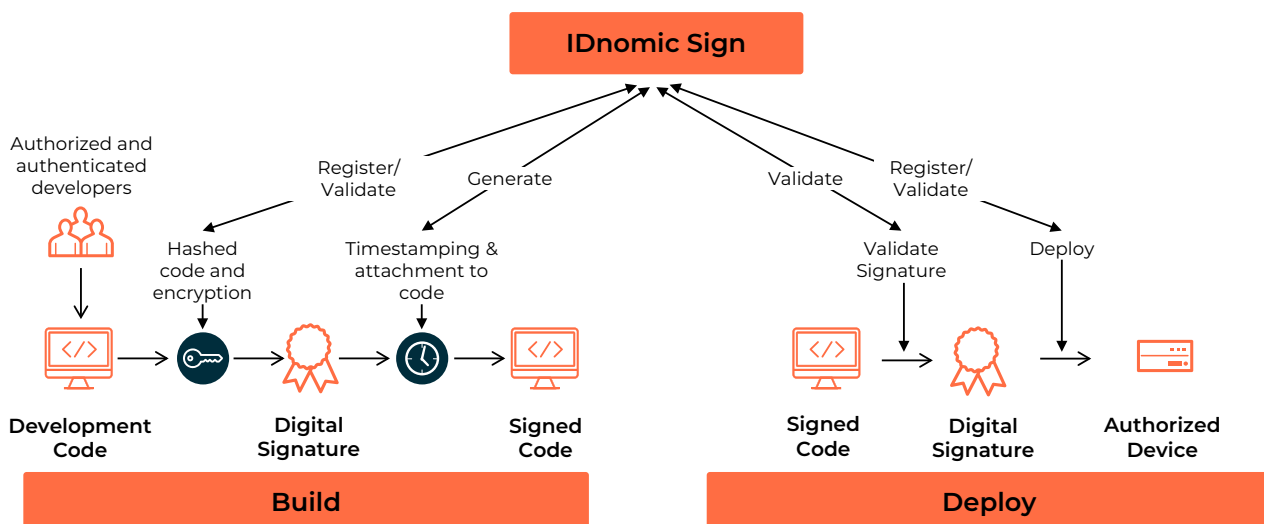 IDnomic Sign
Authorized and
authenticated
developers
Register/
Validate
Generate
Validate
Register/
Validate
Hashed
code and
encryption
Timestamping &
attachment to
code
Validate
Signature
Deploy
</>
</>
</>
Development
Code
Digital
Signature
Signed
Code
Signed
Code
Digital
Signature
Authorized
Device
Build
Deploy